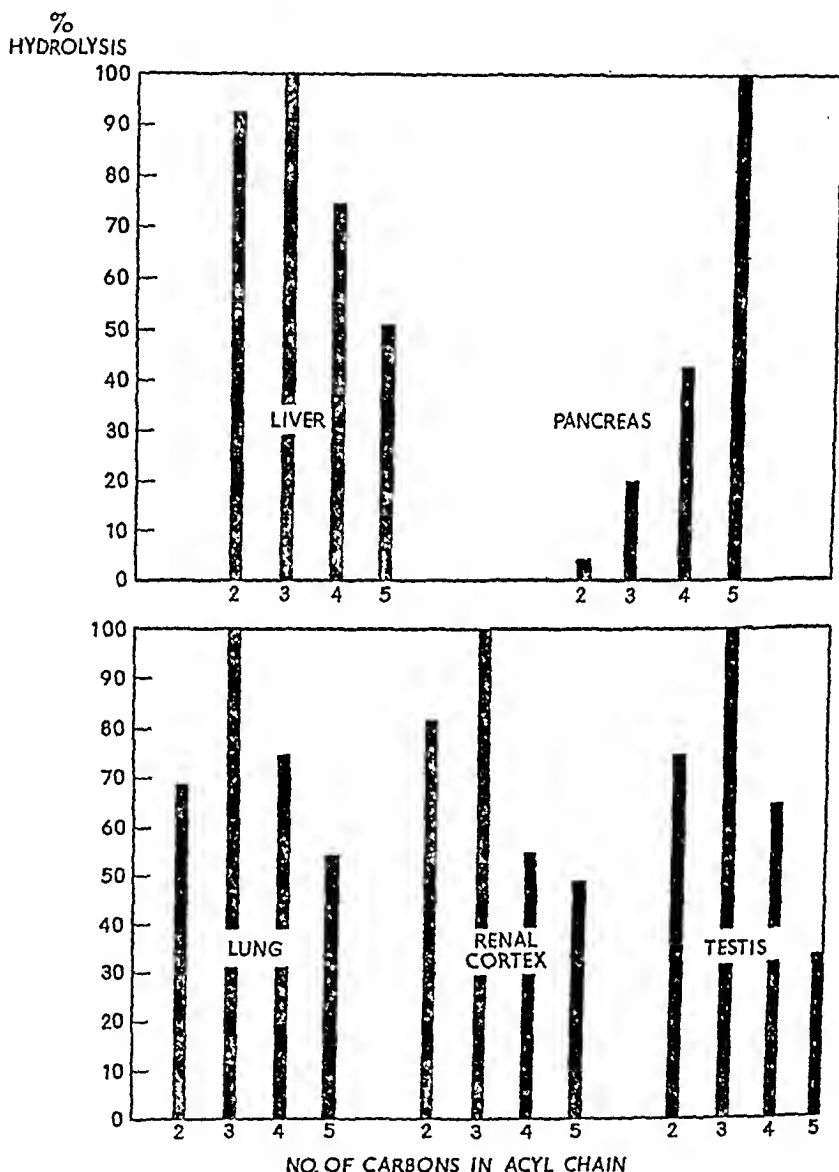 %
HYDROLYSIS
100
90
80
70
60
50
40
30
20
10
0
LIVER
PANCREAS
2 3 4 5 2 3 4 5
100
90
80
70
60
50
40
30
20
10
0
LUNG
RENAL
CORTEX
TESTIS
2 3 4 5 2 3 4 5 2 3 4 5
NO. OF CARBONS IN ACYL CHAIN